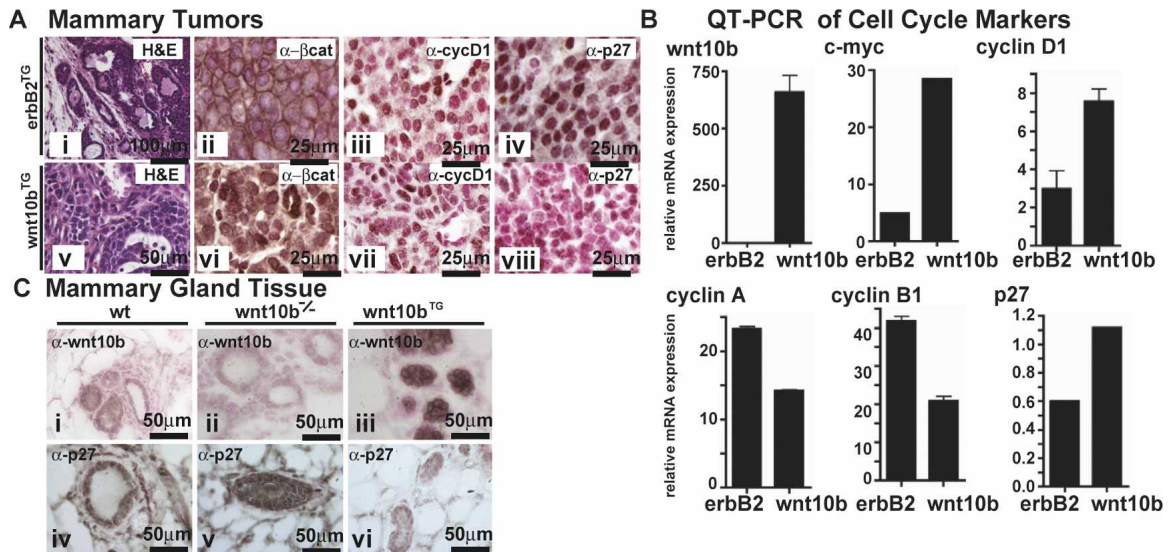 A Mammary Tumors
erbB2TG
H&E
i
100μm
α-βcat
ii
25μm
α-cycD1
iii
25μm
α-p27
iv
25μm
wnt10bTG
H&E
v
50μm
α-βcat
vi
25μm
α-cycD1
vii
25μm
α-p27
viii
25μm
B QT-PCR of Cell Cycle Markers
wnt10b
relative mRNA expression
750
500
250
0
erbB2 wnt10b
c-myc
30
20
10
0
erbB2 wnt10b
cyclin D1
8
6
4
2
0
erbB2 wnt10b
cyclin A
relative mRNA expression
20
10
0
erbB2 wnt10b
cyclin B1
50
40
30
20
10
0
erbB2 wnt10b
p27
1.2
1.0
0.8
0.6
0.4
0.2
0
erbB2 wnt10b
C Mammary Gland Tissue
wt
wnt10b-/-
wnt10bTG
α-wnt10b
i
50μm
α-wnt10b
ii
50μm
α-wnt10b
iii
50μm
α-p27
iv
50μm
α-p27
v
50μm
α-p27
vi
50μm